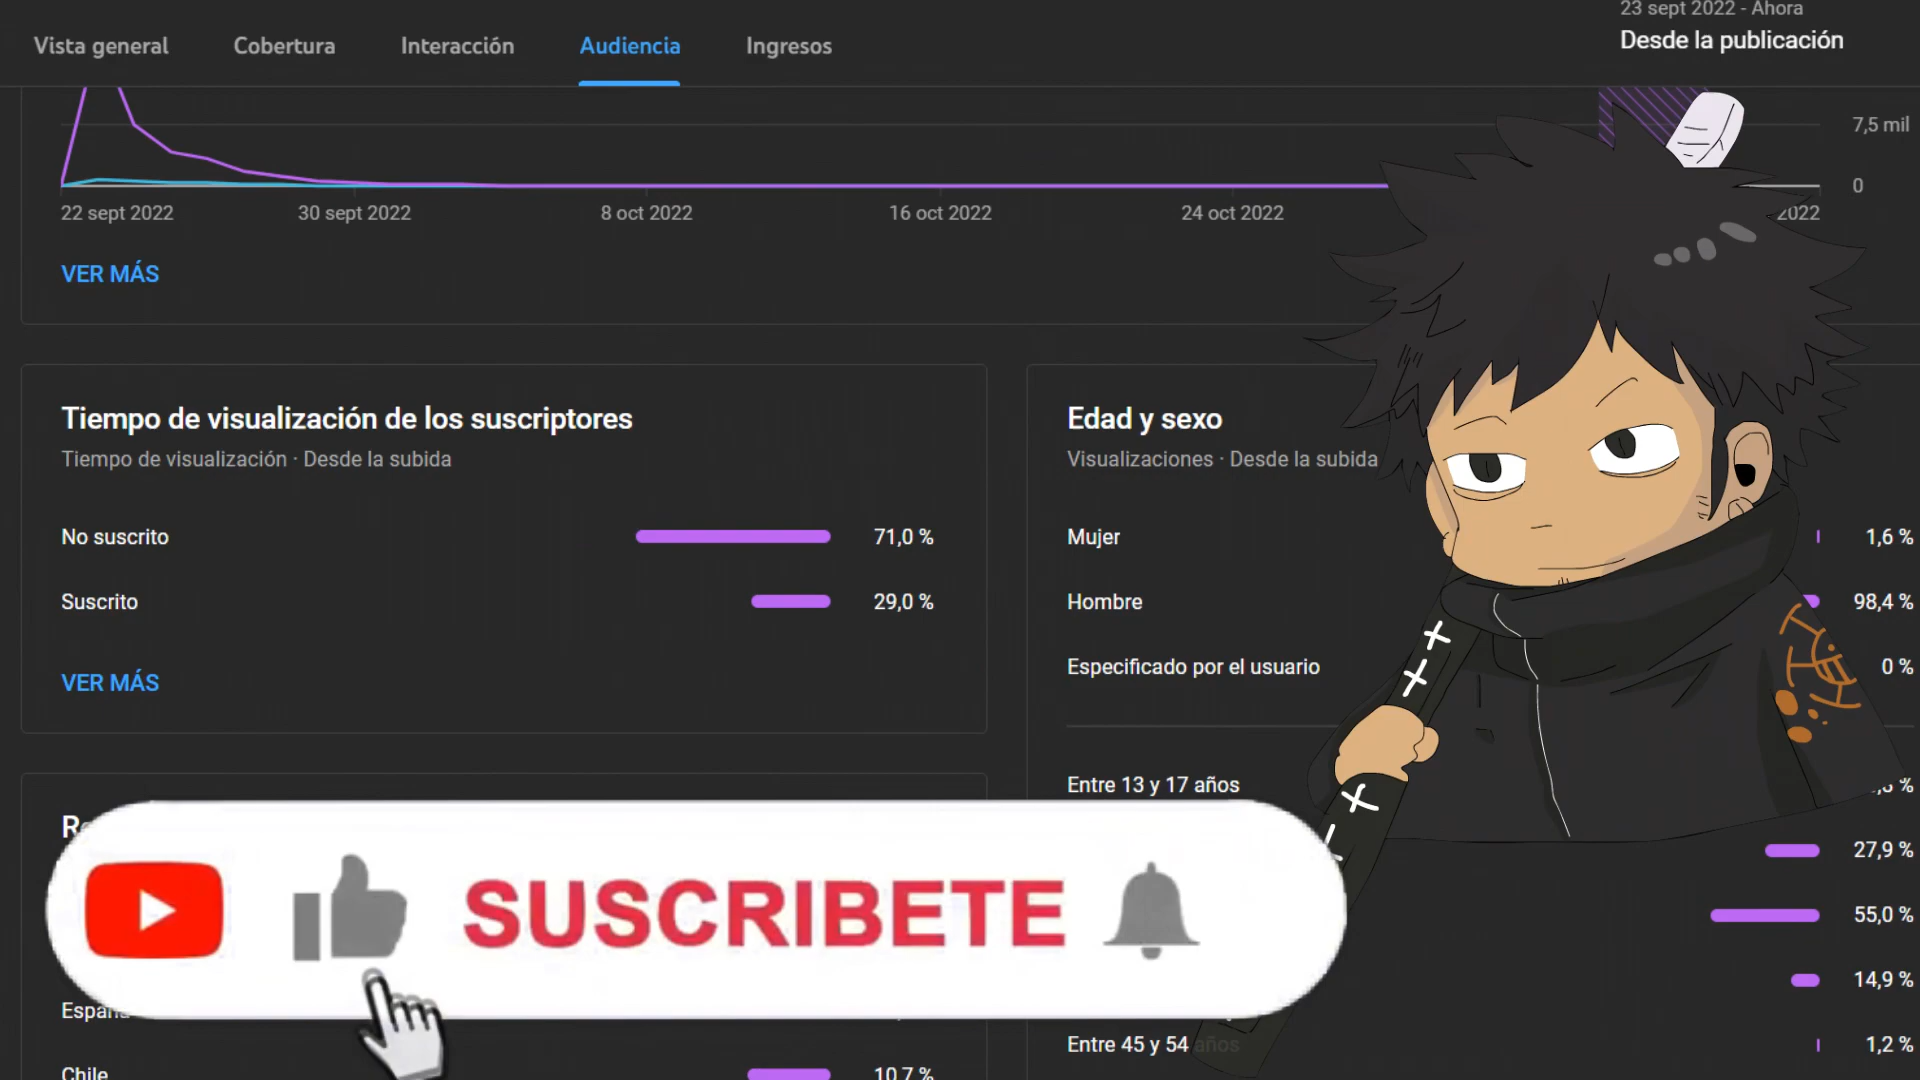 Vista general Cobertura Interacción Audiencia Ingresos
23 sept 2022 - Ahora
Desde la publicación
7,5 mil
0
22 sept 2022 30 sept 2022 8 oct 2022 16 oct 2022 24 oct 2022 2022
VER MÁS
Tiempo de visualización de los suscriptores
Tiempo de visualización · Desde la subida
No suscrito 71,0 %
Suscrito 29,0 %
VER MÁS
Edad y sexo
Visualizaciones · Desde la subida
Mujer 1,6 %
Hombre 98,4 %
Especificado por el usuario 0 %
Entre 13 y 17 años
27,9 %
55,0 %
14,9 %
Entre 45 y 54 años 1,2 %
SUSCRIBETE
España
Chile 10,7 %